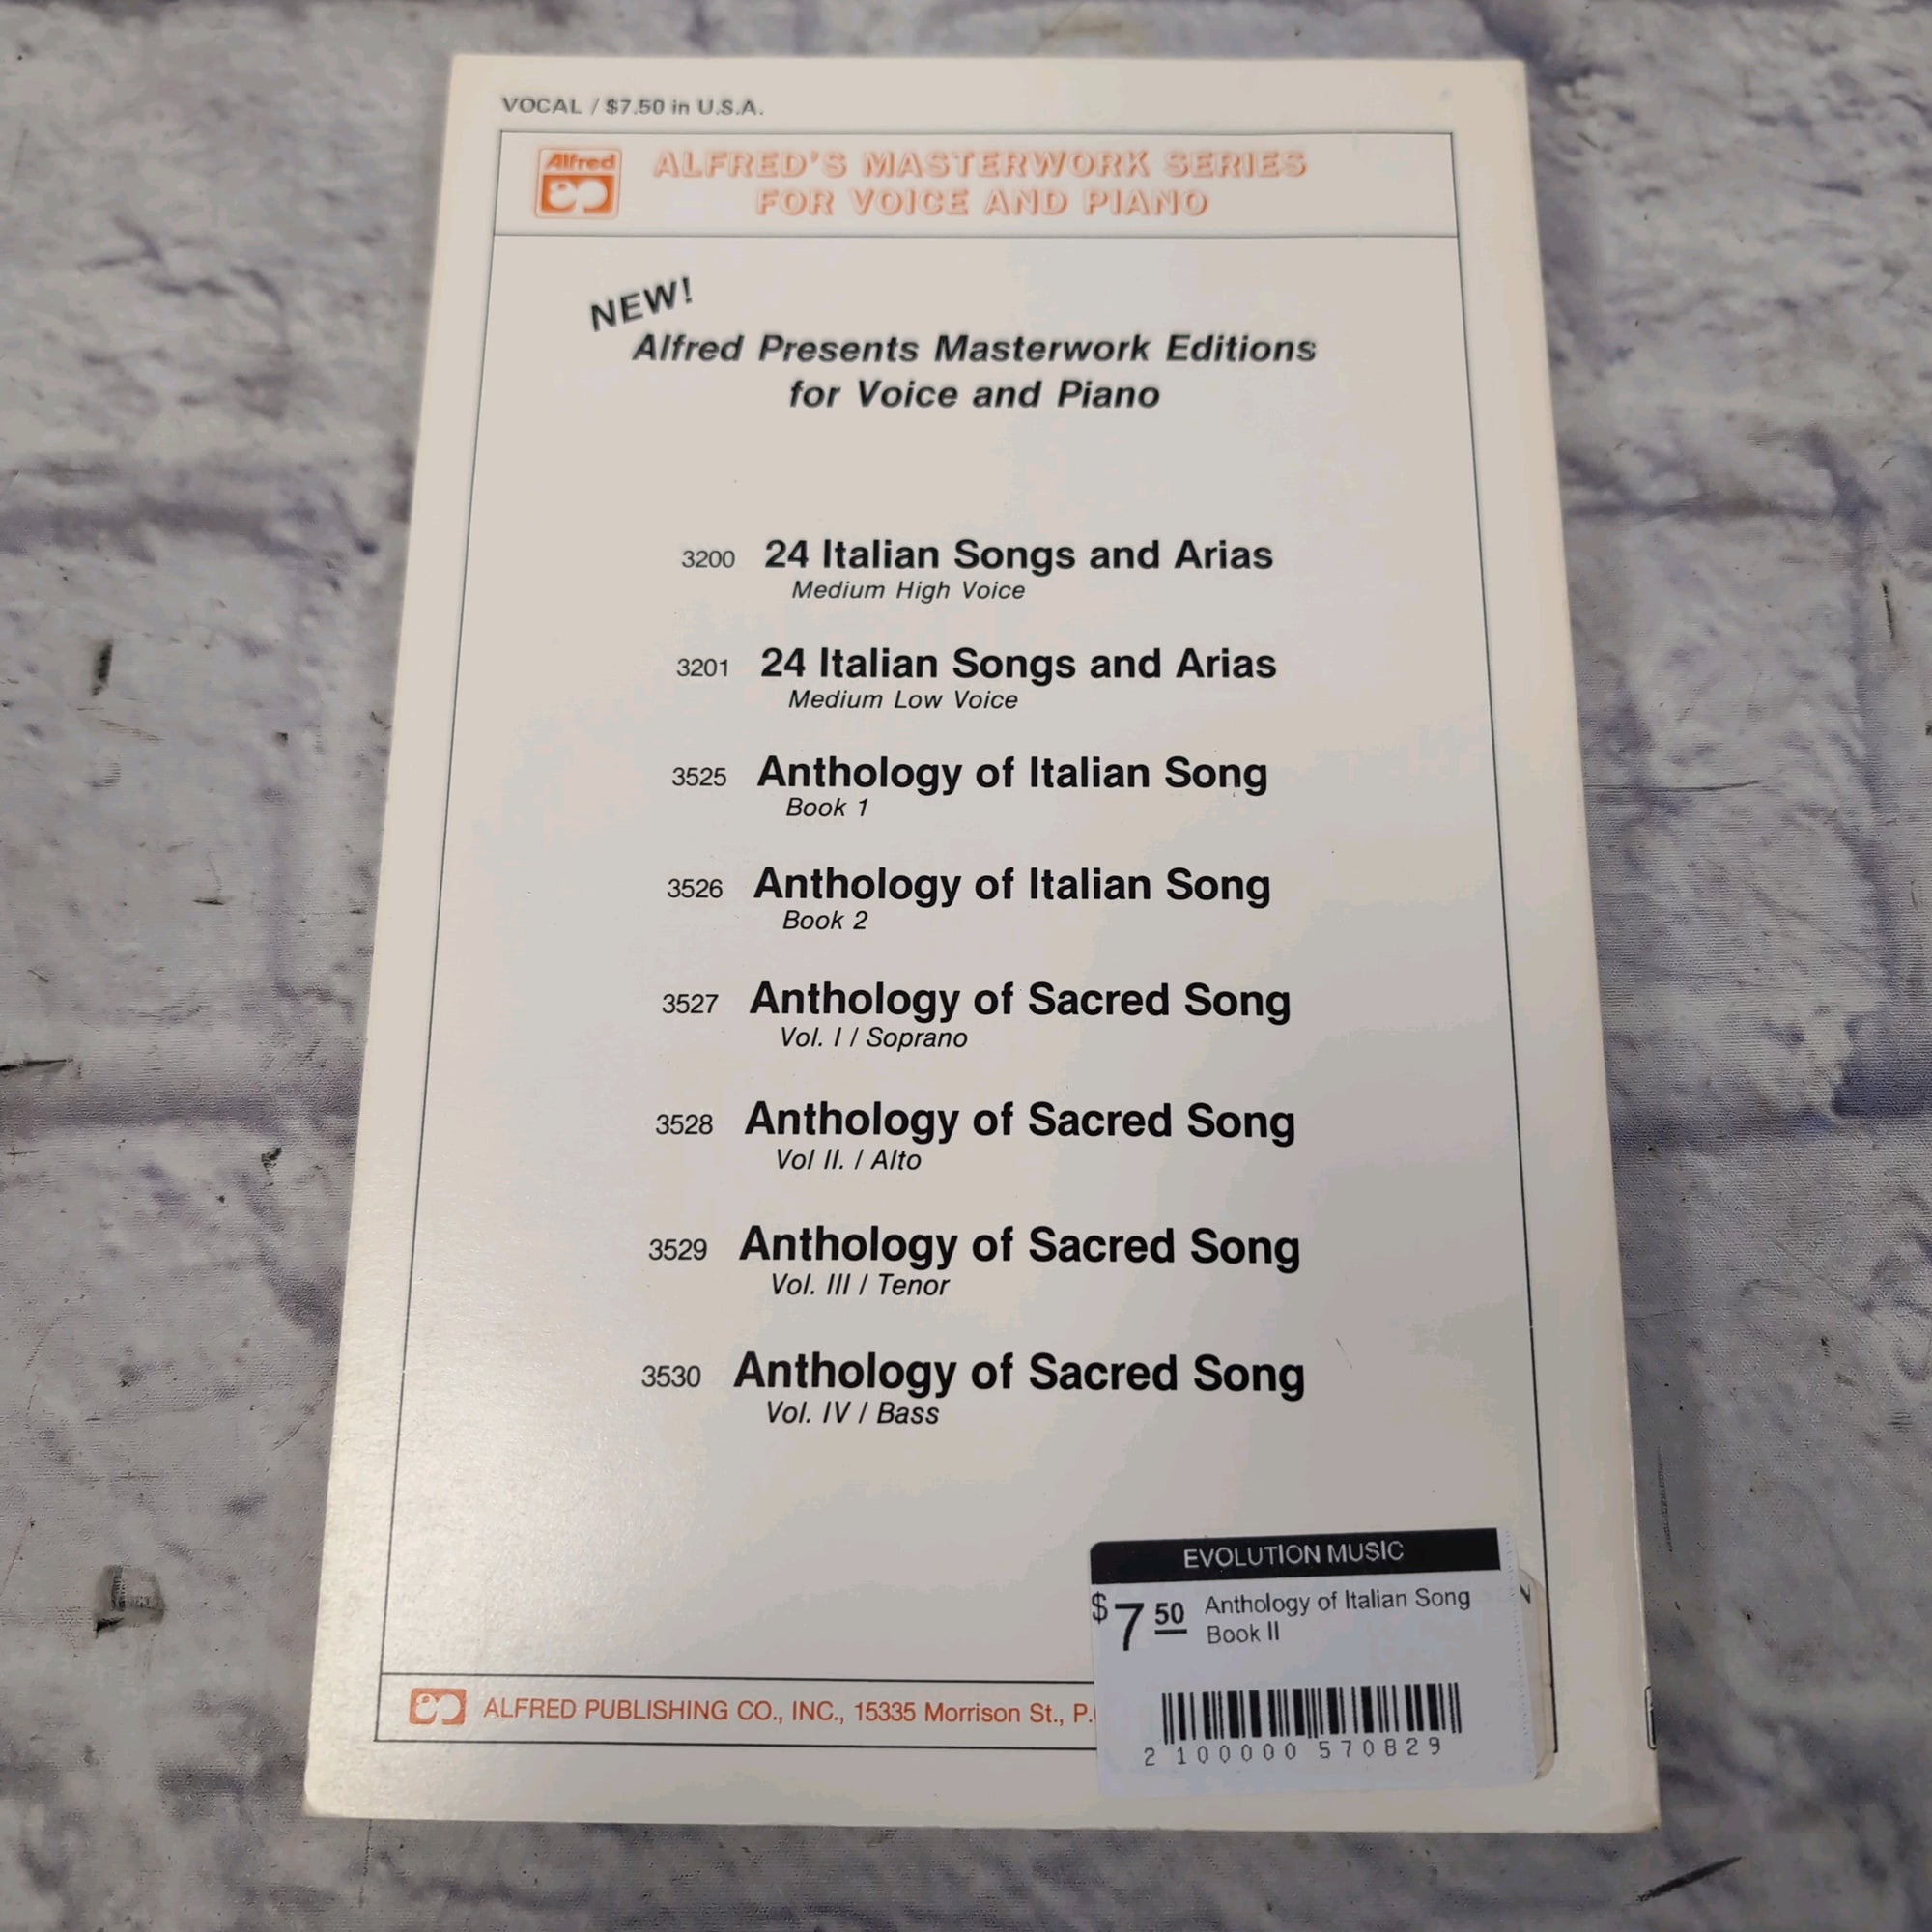 VOCAL / $7.50 in U.S.A.
Alfred
ALFRED'S MASTERWORK SERIES
FOR VOICE AND PIANO
NEW!
Alfred Presents Masterwork Editions
for Voice and Piano
3200 24 Italian Songs and Arias
Medium High Voice
3201 24 Italian Songs and Arias
Medium Low Voice
3525 Anthology of Italian Song
Book 1
3526 Anthology of Italian Song
Book 2
3527 Anthology of Sacred Song
Vol. I / Soprano
3528 Anthology of Sacred Song
Vol II. / Alto
3529 Anthology of Sacred Song
Vol. III / Tenor
3530 Anthology of Sacred Song
Vol. IV / Bass
EVOLUTION MUSIC
$7 50 Anthology of Italian Song
Book II
2 100000 570829
ALFRED PUBLISHING CO., INC., 15335 Morrison St., P.